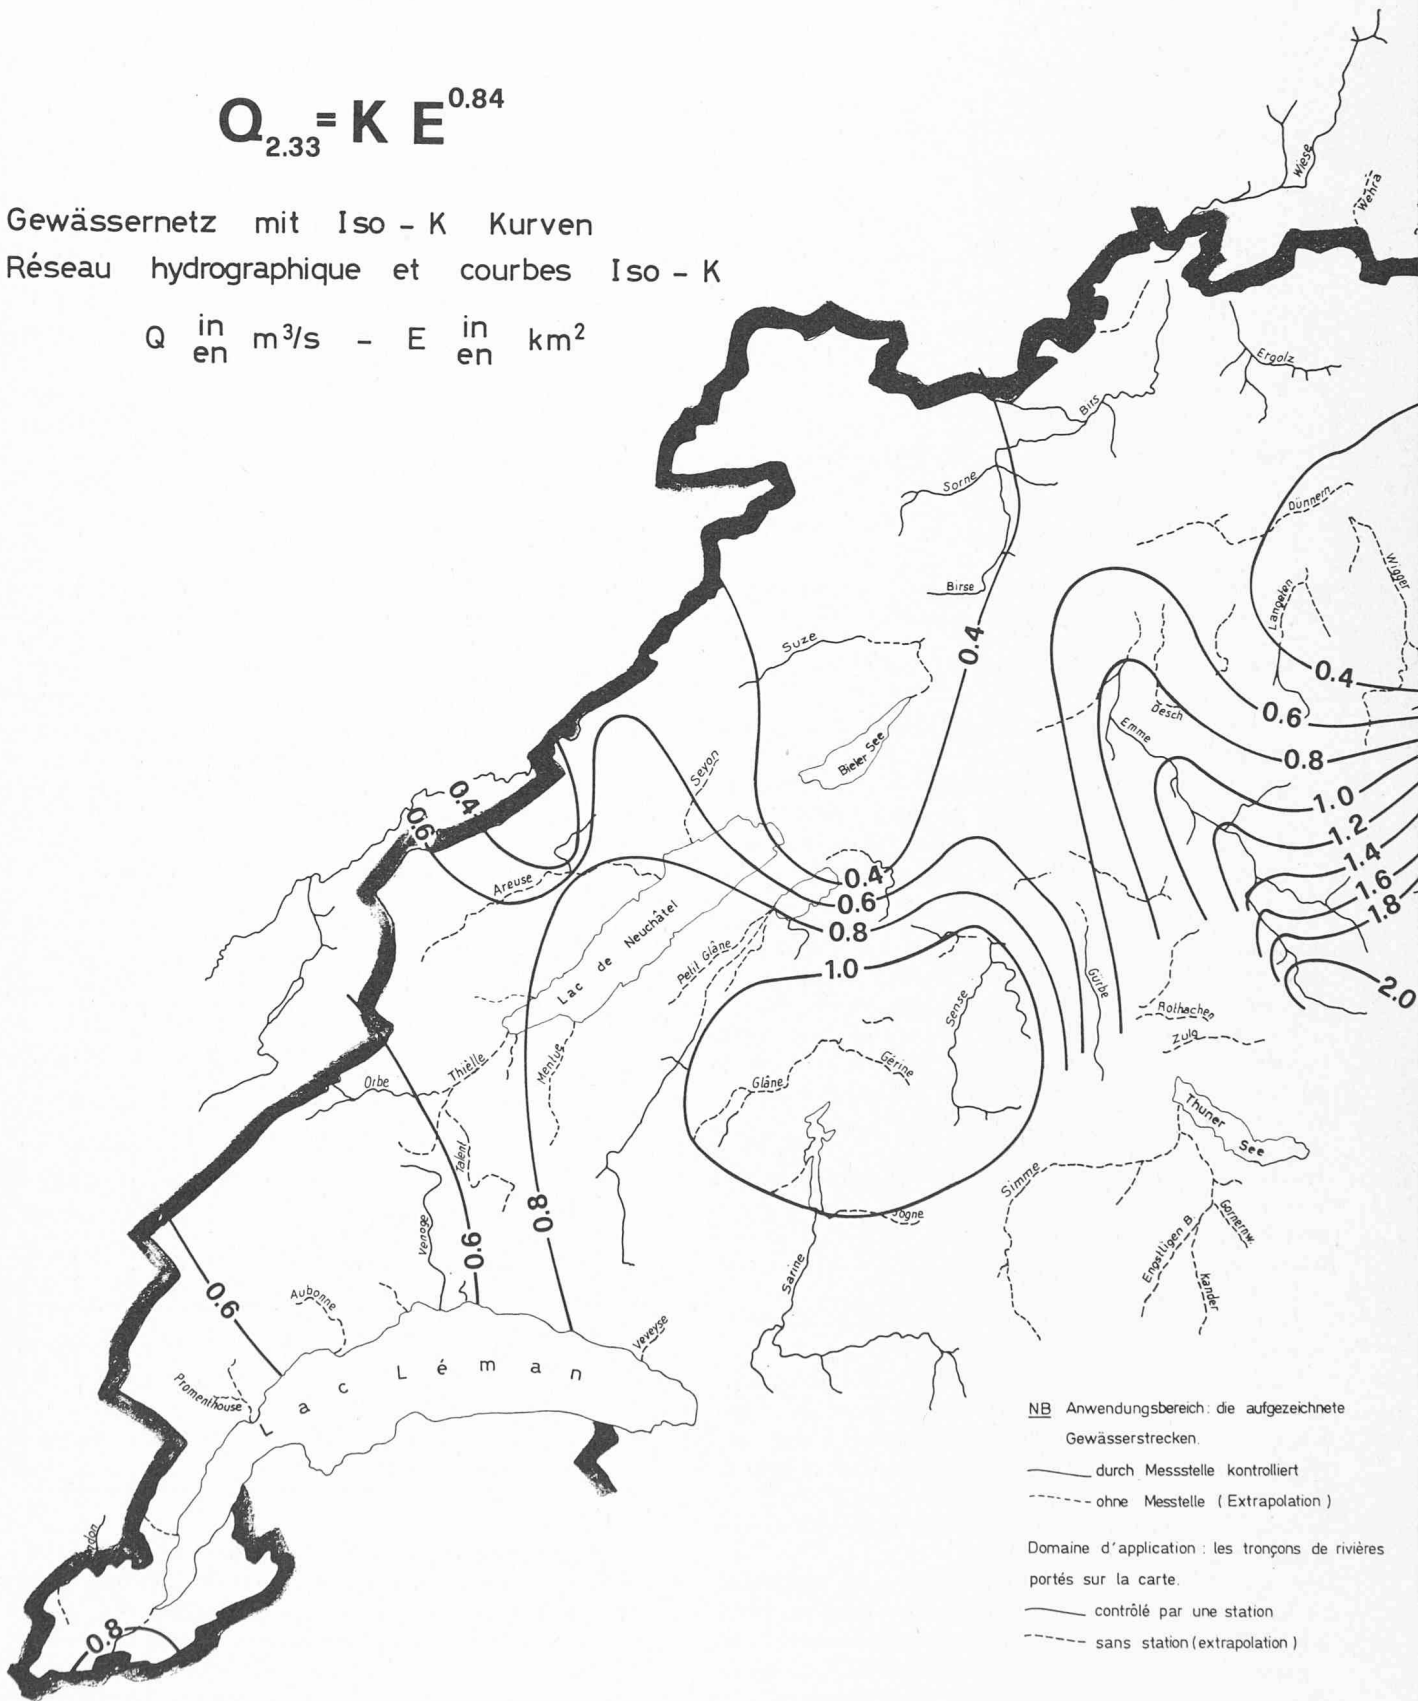 Q2.33 = K E^0.84
Gewässernetz mit Iso - K Kurven
Réseau hydrographique et courbes Iso - K
Q in en m³/s - E in en km²
Wiese
Wehra
Ergolz
Birs
Sorne
Dünnern
Wigger
Birse
Langeten
Suze
0.4
0.4
0.6
Oesch
Emme
Bieler See
0.8
Seyon
1.0
0.4
0.6
1.2
1.4
1.6
1.8
Areuse
0.4
0.6
0.8
Lac de Neuchâtel
Petit Glâne
1.0
Gürbe
2.0
Sense
Rothachen
Zulg
Mentue
Thièlle
Orbe
Glâne
Gérine
Thuner See
Talent
Simme
Venoge
0.8
Jogne
Gornernw.
0.6
Engstligen B
Sarine
Kander
0.6
Aubonne
Veveyse
Lac Léman
Promenthouse
NB Anwendungsbereich: die aufgezeichnete
Gewässerstrecken.
durch Messstelle kontrolliert
ohne Messtelle ( Extrapolation )
Domaine d'application : les tronçons de rivières
portés sur la carte.
contrôlé par une station
sans station (extrapolation )
0.8